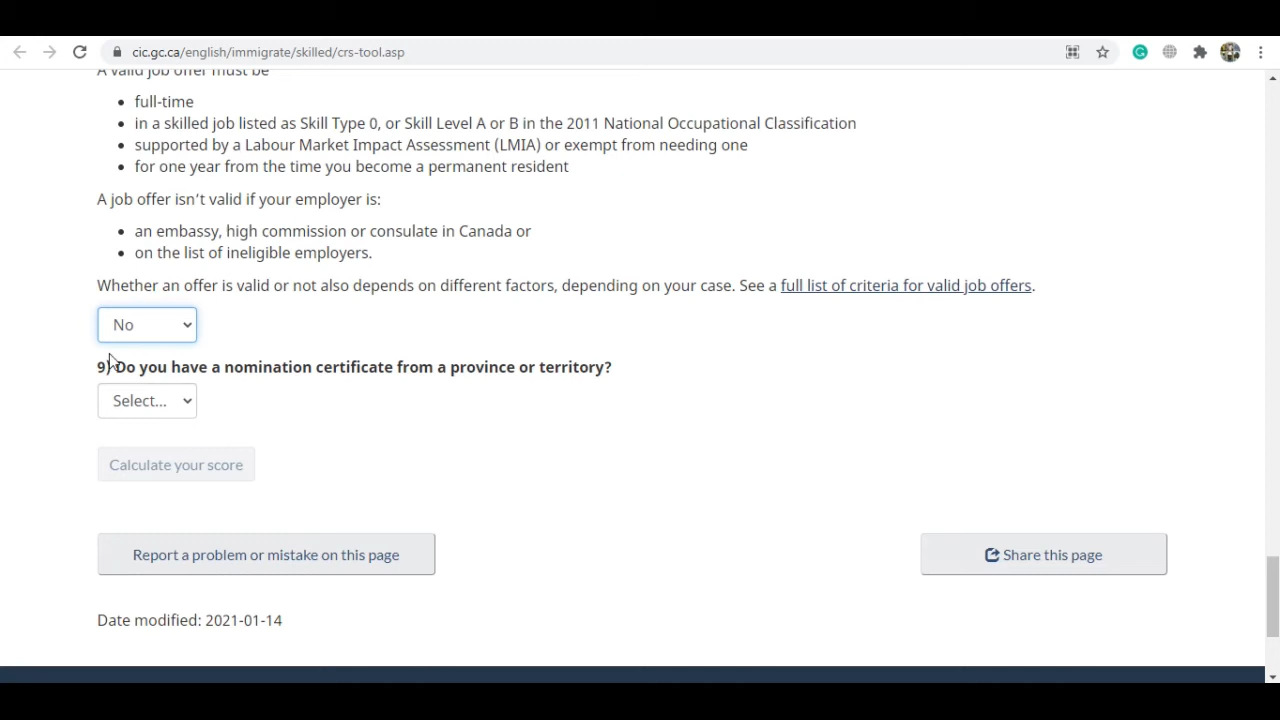 cic.gc.ca/english/immigrate/skilled/crs-tool.asp
A valid job offer must be
full-time
in a skilled job listed as Skill Type 0, or Skill Level A or B in the 2011 National Occupational Classification
supported by a Labour Market Impact Assessment (LMIA) or exempt from needing one
for one year from the time you become a permanent resident
A job offer isn't valid if your employer is:
an embassy, high commission or consulate in Canada or
on the list of ineligible employers.
Whether an offer is valid or not also depends on different factors, depending on your case. See a full list of criteria for valid job offers.
No
9) Do you have a nomination certificate from a province or territory?
Select...
Calculate your score
Report a problem or mistake on this page
Share this page
Date modified: 2021-01-14